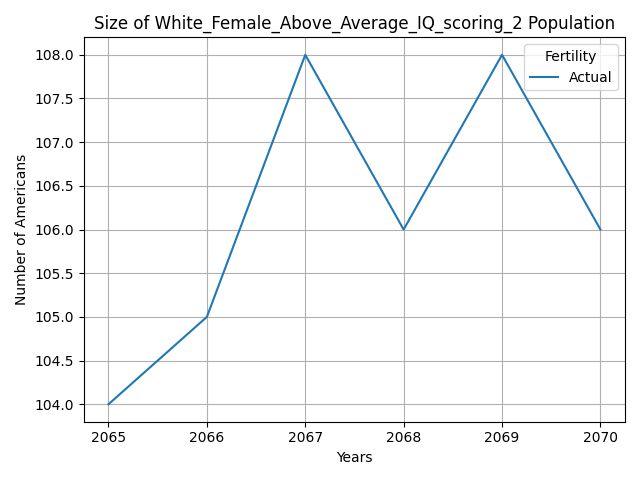 Size of White_Female_Above_Average_IQ_scoring_2 Population
Fertility
Actual
108.0
107.5
107.0
106.5
106.0
105.5
105.0
104.5
104.0
Number of Americans
2065 2066 2067 2068 2069 2070
Years